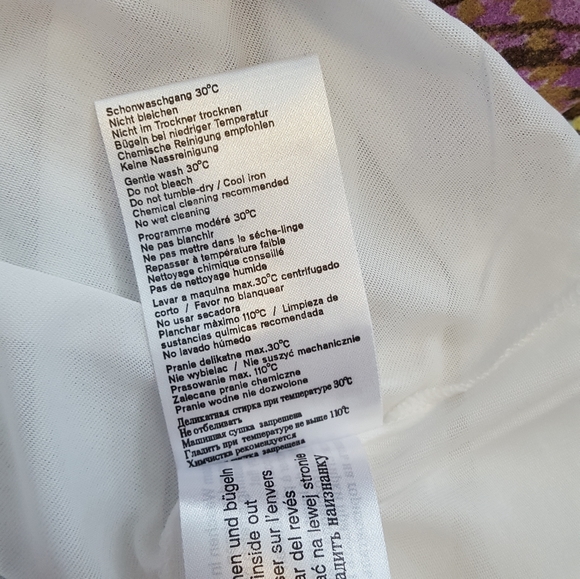 Schonwaschgang 30°C
Nicht bleichen
Nicht im Trockner trocknen
Bügeln bei niedriger Temperatur
Chemische Reinigung empfohlen
Keine Nassreinigung
Gentle wash 30°C
Do not bleach
Do not tumble-dry / Cool iron
Chemical cleaning recommended
No wet cleaning
Programme modéré 30°C
Ne pas blanchir
Ne pas mettre dans le sèche-linge
Repasser à température faible
Nettoyage chimique conseillé
Pas de nettoyage humide
Lavar a maquina max.30°C centrifugado
corto / Favor no blanquear
No usar secadora
Planchar máximo 110°C / Limpieza de
sustancias químicas recomendada
No lavado húmedo
Pranie delikatne max.30°C
Nie wybielac / Nie suszyć mechanicznie
Prasowanie max. 110°C
Zalecane pranie chemiczne
Pranie wodne nie dozwolone
Деликатная стирка при температуре 30°C
Не отбеливать
Машинная сушка запрещена
Гладить при температуре не выше 110°c
Химчистка рекомендуется
запрещена
und bügeln
inside out
sur l'envers
del revés
na lewej stronie
наизнанку